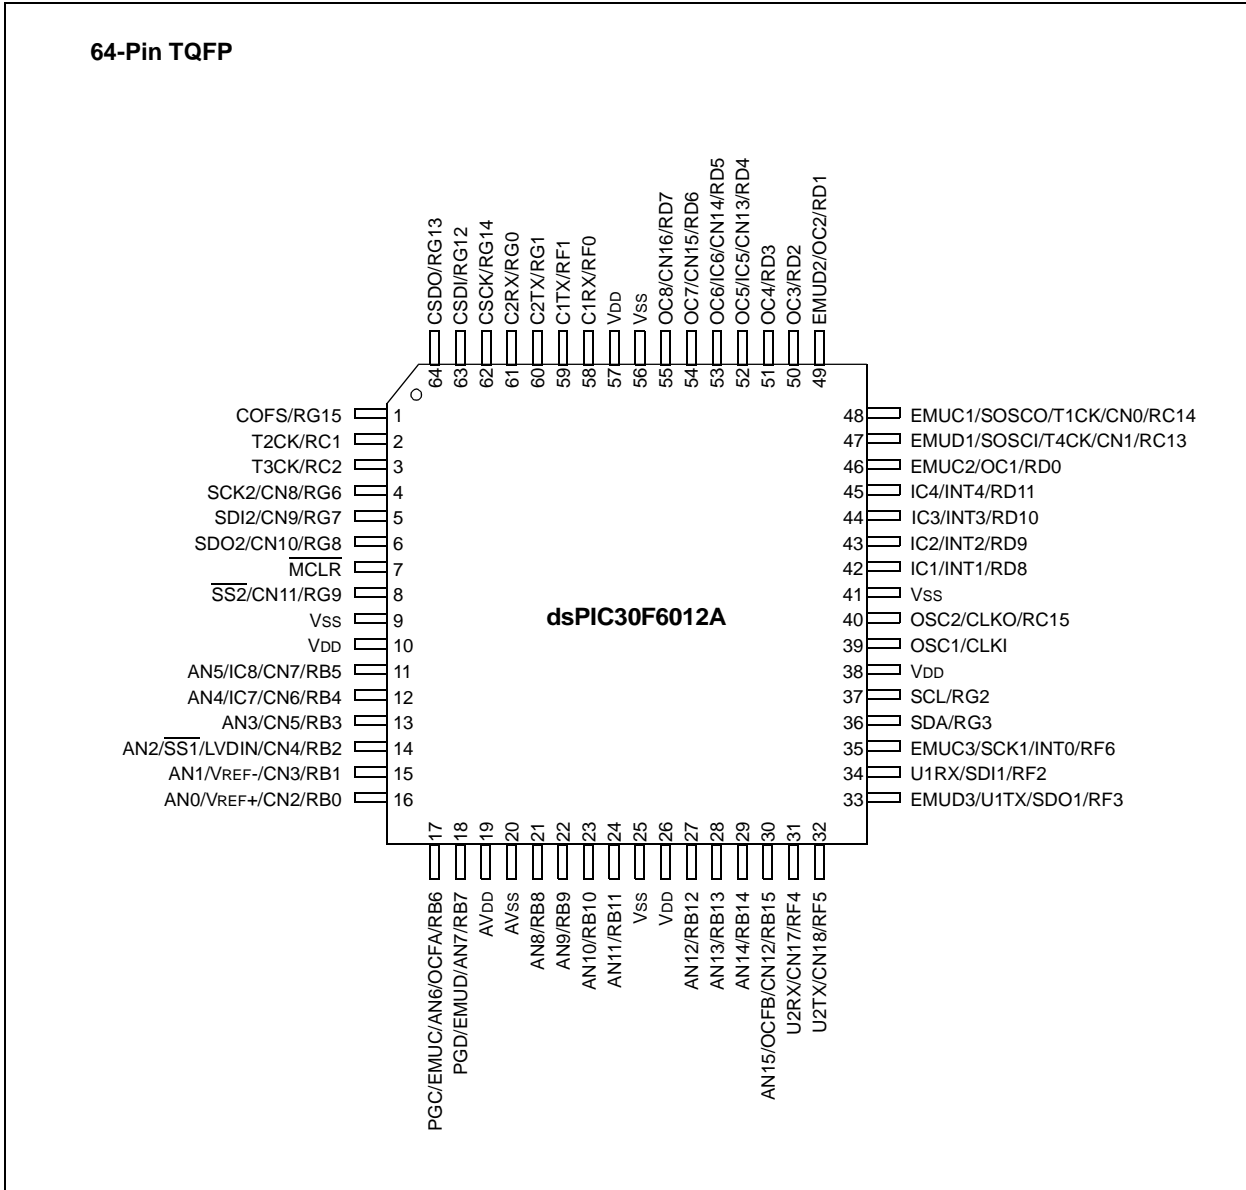 64-Pin TQFP
CSDO/RG13
CSDI/RG12
CSCK/RG14
C2RX/RG0
C2TX/RG1
C1TX/RF1
C1RX/RF0
VDD
VSS
OC8/CN16/RD7
OC7/CN15/RD6
OC6/IC6/CN14/RD5
OC5/IC5/CN13/RD4
OC4/RD3
OC3/RD2
EMUD2/OC2/RD1
64 63 62 61 60 59 58 57 56 55 54 53 52 51 50 49
COFS/RG15 1
T2CK/RC1 2
T3CK/RC2 3
SCK2/CN8/RG6 4
SDI2/CN9/RG7 5
SDO2/CN10/RG8 6
MCLR 7
SS2/CN11/RG9 8
VSS 9
VDD 10
AN5/IC8/CN7/RB5 11
AN4/IC7/CN6/RB4 12
AN3/CN5/RB3 13
AN2/SS1/LVDIN/CN4/RB2 14
AN1/VREF-/CN3/RB1 15
AN0/VREF+/CN2/RB0 16
dsPIC30F6012A
48 EMUC1/SOSCO/T1CK/CN0/RC14
47 EMUD1/SOSCI/T4CK/CN1/RC13
46 EMUC2/OC1/RD0
45 IC4/INT4/RD11
44 IC3/INT3/RD10
43 IC2/INT2/RD9
42 IC1/INT1/RD8
41 VSS
40 OSC2/CLKO/RC15
39 OSC1/CLKI
38 VDD
37 SCL/RG2
36 SDA/RG3
35 EMUC3/SCK1/INT0/RF6
34 U1RX/SDI1/RF2
33 EMUD3/U1TX/SDO1/RF3
17 18 19 20 21 22 23 24 25 26 27 28 29 30 31 32
PGC/EMUC/AN6/OCFA/RB6
PGD/EMUD/AN7/RB7
AVDD
AVSS
AN8/RB8
AN9/RB9
AN10/RB10
AN11/RB11
VSS
VDD
AN12/RB12
AN13/RB13
AN14/RB14
AN15/OCFB/CN12/RB15
U2RX/CN17/RF4
U2TX/CN18/RF5